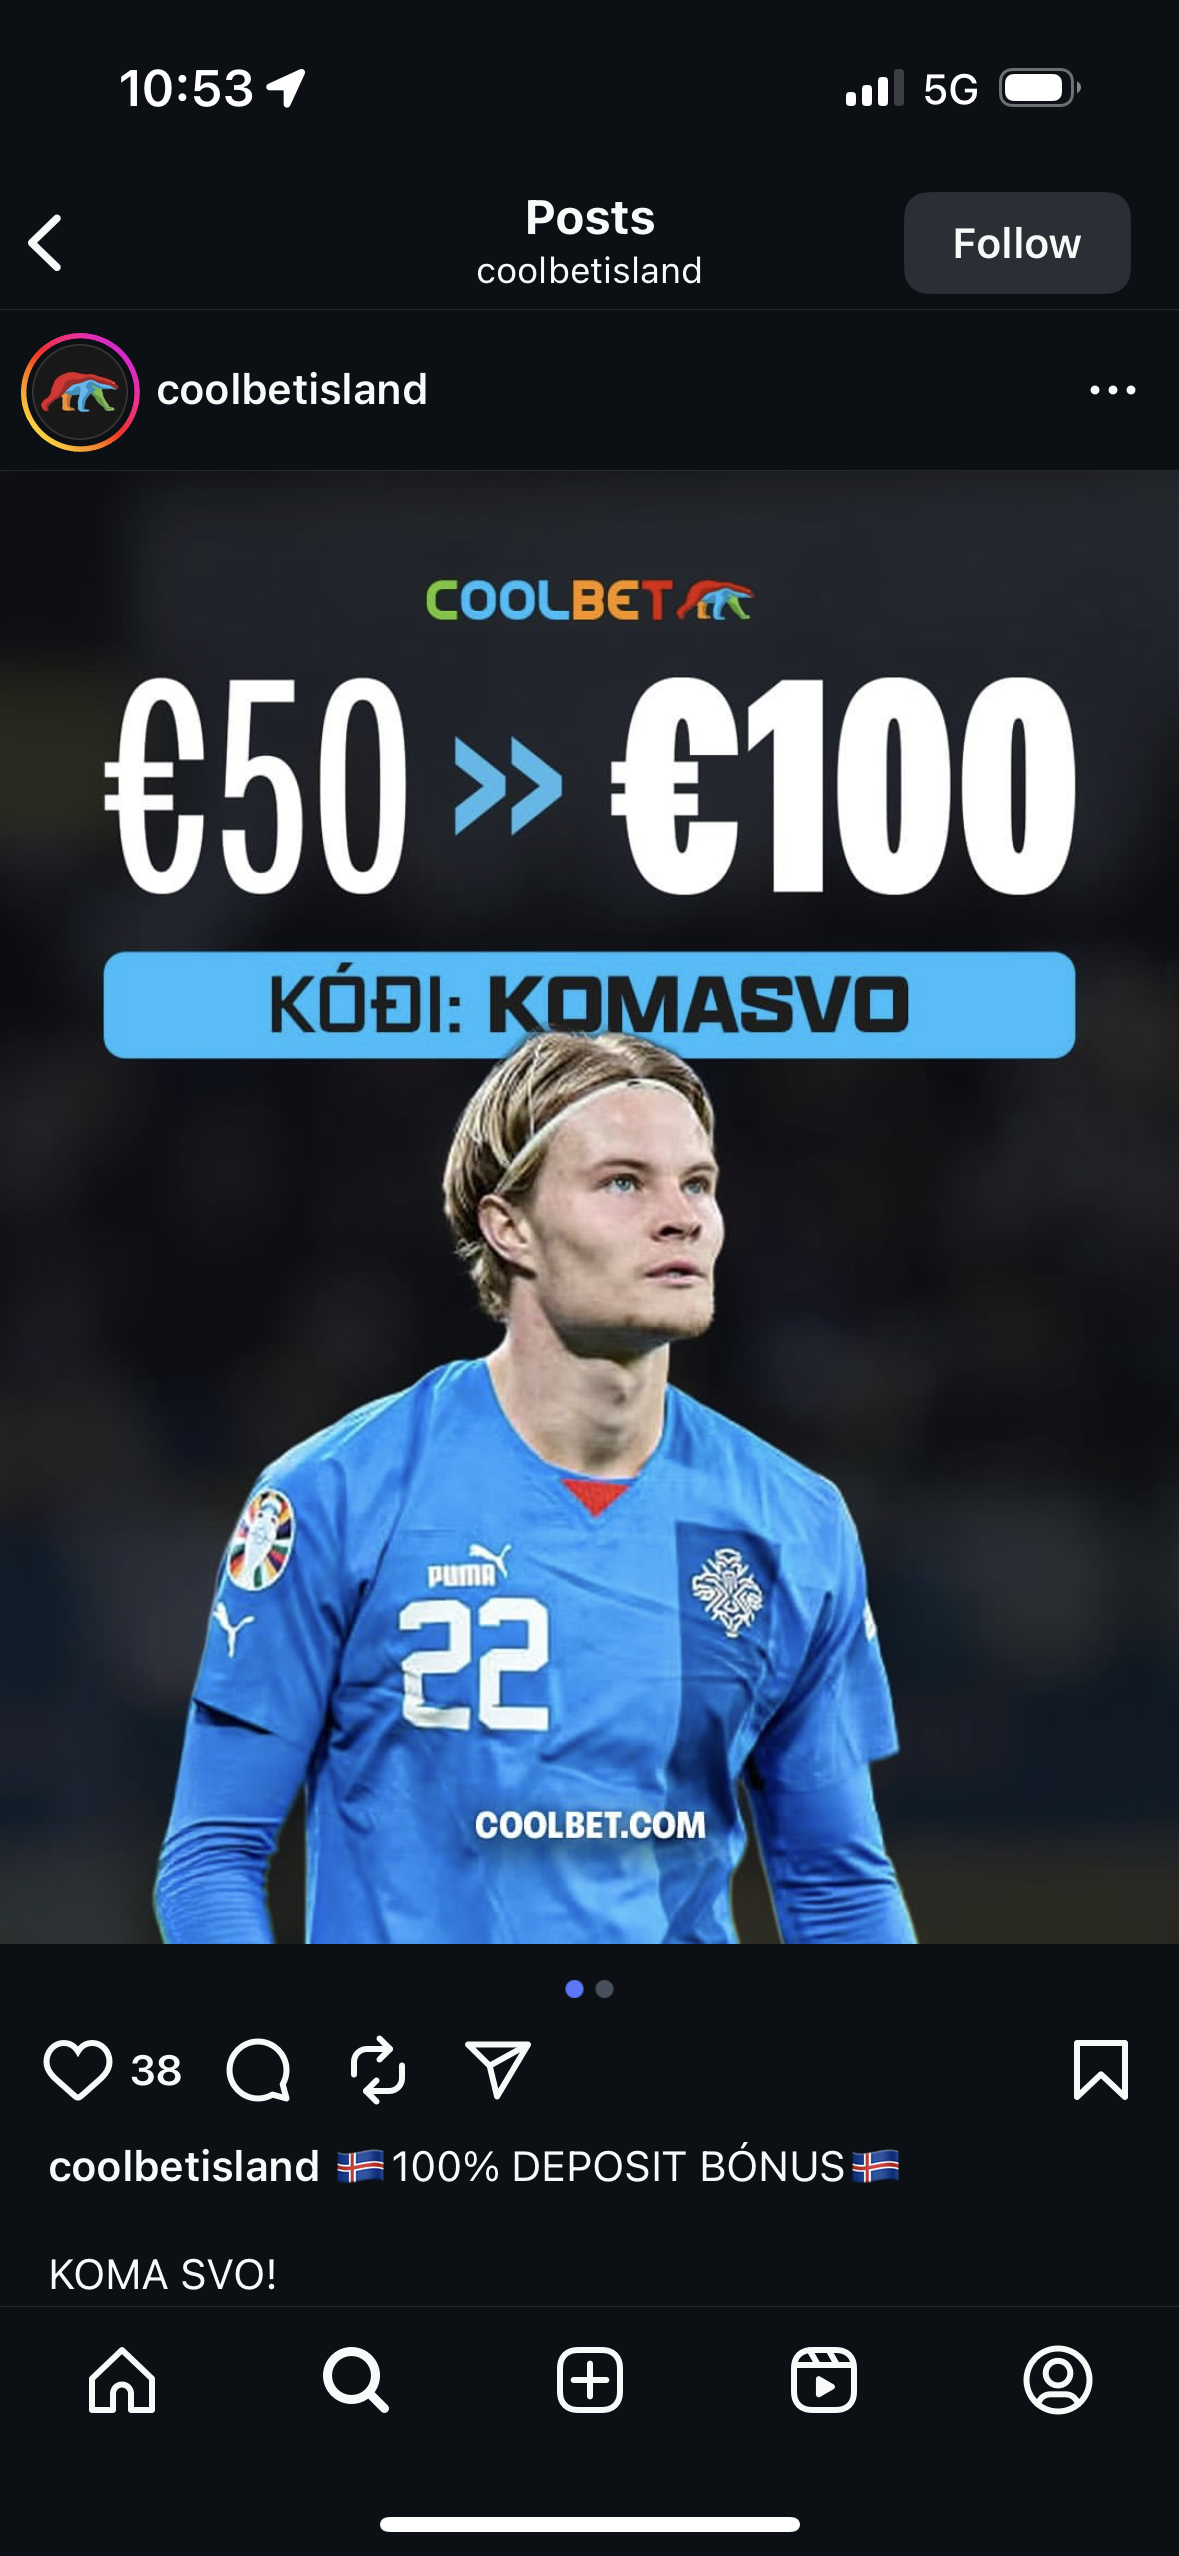 10:53
5G
Posts
coolbetisland
Follow
coolbetisland
COOLBET
€50 >> €100
KÓÐI: KOMASVO
PUMA
22
COOLBET.COM
38
coolbetisland 🇮🇸100% DEPOSIT BÓNUS🇮🇸
KOMA SVO!